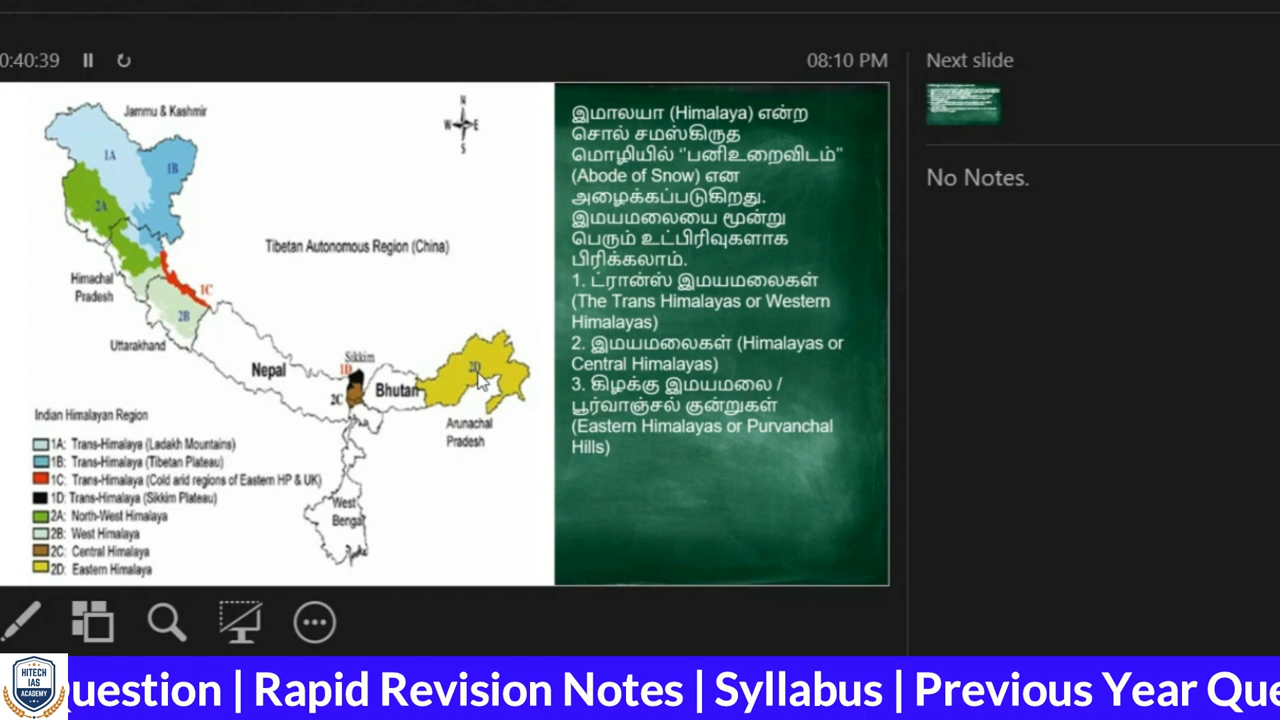 0:40:39
08:10 PM
Next slide
No Notes.
Jammu & Kashmir
N
W E
S
1A
1B
2A
Tibetan Autonomous Region (China)
Himachal
Pradesh
1C
2B
Uttarakhand
Nepal
Sikkim
1D
2C
Bhutan
2D
Arunachal
Pradesh
West
Bengal
Indian Himalayan Region
1A: Trans-Himalaya (Ladakh Mountains)
1B: Trans-Himalaya (Tibetan Plateau)
1C: Trans-Himalaya (Cold arid regions of Eastern HP & UK)
1D: Trans-Himalaya (Sikkim Plateau)
2A: North-West Himalaya
2B: West Himalaya
2C: Central Himalaya
2D: Eastern Himalaya
இமாலயா (Himalaya) என்ற
சொல் சமஸ்கிருத
மொழியில் “பனிஉறைவிடம்"
(Abode of Snow) என
அழைக்கப்படுகிறது.
இமயமலையை மூன்று
பெரும் உட்பிரிவுகளாக
பிரிக்கலாம்.
1. ட்ரான்ஸ் இமயமலைகள்
(The Trans Himalayas or Western
Himalayas)
2. இமயமலைகள் (Himalayas or
Central Himalayas)
3. கிழக்கு இமயமலை /
பூர்வாஞ்சல் குன்றுகள்
(Eastern Himalayas or Purvanchal
Hills)
HITECH
IAS
ACADEMY
uestion | Rapid Revision Notes | Syllabus | Previous Year Que